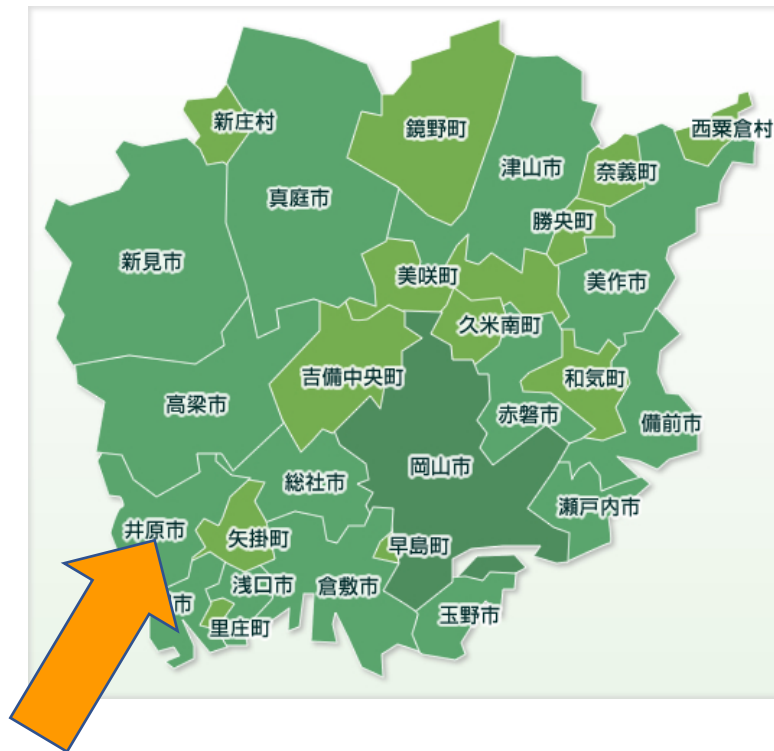 新庄村
鏡野町
西粟倉村
津山市
奈義町
真庭市
勝央町
新見市
美咲町
美作市
久米南町
吉備中央町
和気町
高梁市
赤磐市
備前市
岡山市
総社市
瀬戸内市
井原市
矢掛町
早島町
浅口市
倉敷市
市
玉野市
里庄町